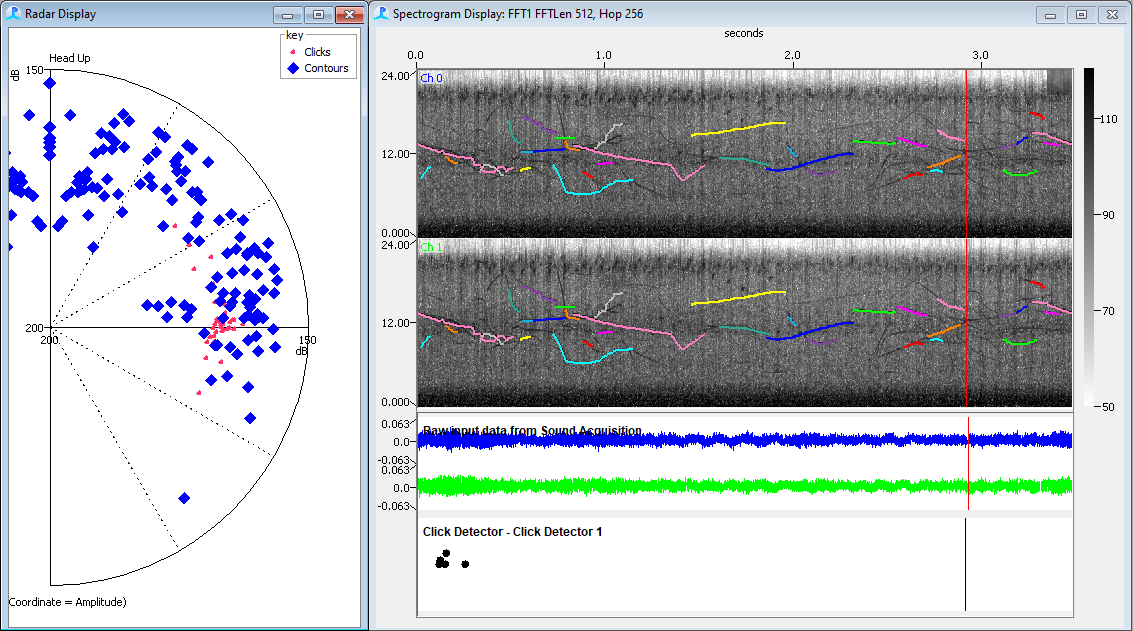 Radar Display
key
Clicks
Contours
Head Up
dB
150
200
200
150
dB
Coordinate = Amplitude)
Spectrogram Display: FFT1 FFTLen 512, Hop 256
seconds
0.0 1.0 2.0 3.0
24.00
Ch 0
12.00
0.000
24.00
Ch 1
12.00
0.000
110
90
70
50
0.063
Raw input data from Sound Acquisition
0.0
-0.063
0.063
0.0
-0.063
Click Detector - Click Detector 1